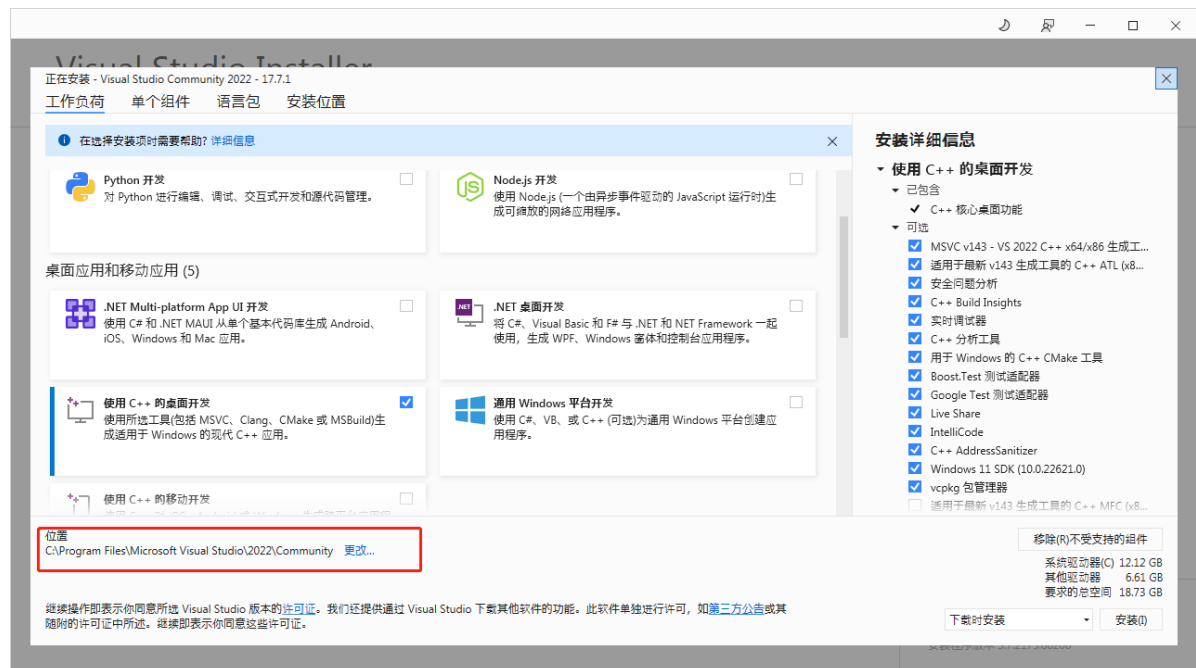 Visual Studio Installer
正在安装 - Visual Studio Community 2022 - 17.7.1
工作负荷 单个组件 语言包 安装位置
在选择安装项时需要帮助? 详细信息
Python 开发
对 Python 进行编辑、调试、交互式开发和源代码管理。
Node.js 开发
使用 Node.js (一个由异步事件驱动的 JavaScript 运行时)生
成可缩放的网络应用程序。
桌面应用和移动应用 (5)
.NET Multi-platform App UI 开发
使用 C# 和 .NET MAUI 从单个基本代码库生成 Android、
iOS、Windows 和 Mac 应用。
.NET 桌面开发
将 C#、Visual Basic 和 F# 与 .NET 和 NET Framework 一起
使用，生成 WPF、Windows 窗体和控制台应用程序。
使用 C++ 的桌面开发
使用所选工具(包括 MSVC、Clang、CMake 或 MSBuild)生
成适用于 Windows 的现代 C++ 应用。
通用 Windows 平台开发
使用 C#、VB、或 C++ (可选)为通用 Windows 平台创建应
用程序。
使用 C++ 的移动开发
位置
C:\Program Files\Microsoft Visual Studio\2022\Community 更改...
继续操作即表示你同意所选 Visual Studio 版本的许可证。我们还提供通过 Visual Studio 下载其他软件的功能。此软件单独进行许可，如第三方公告或其
随附的许可证中所述。继续即表示你同意这些许可证。
安装详细信息
使用 C++ 的桌面开发
已包含
C++ 核心桌面功能
可选
MSVC v143 - VS 2022 C++ x64/x86 生成工...
适用于最新 v143 生成工具的 C++ ATL (x8...
安全问题分析
C++ Build Insights
实时调试器
C++ 分析工具
用于 Windows 的 C++ CMake 工具
Boost.Test 测试适配器
Google Test 测试适配器
Live Share
IntelliCode
C++ AddressSanitizer
Windows 11 SDK (10.0.22621.0)
vcpkg 包管理器
适用于最新 v143 生成工具的 C++ MFC (x8...
移除(R)不受支持的组件
系统驱动器(C) 12.12 GB
其他驱动器 6.61 GB
要求的总空间 18.73 GB
下载时安装
安装(I)